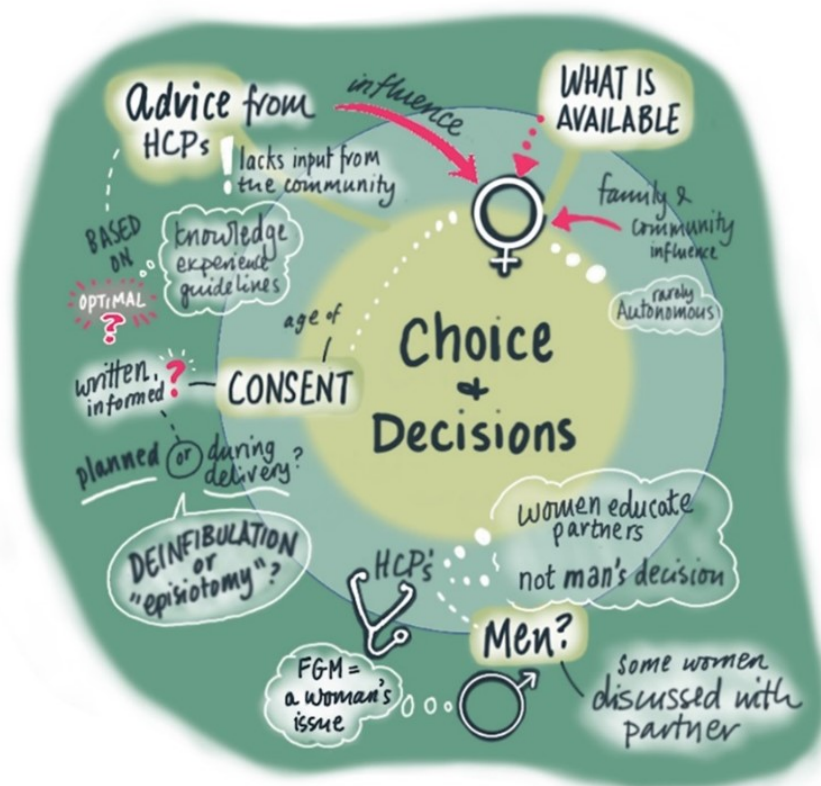 advice from
HCPs
influence
WHAT IS
AVAILABLE
! lacks input from
the community
family &
community
influence
BASED
ON
knowledge
experience
guidelines
OPTIMAL
?
rarely
Autonomous
age of
written,
informed?
CONSENT
Choice
+
Decisions
planned or during
delivery?
DEINFIBULATION
or
"episiotomy"?
women educate
partners
not man's decision
HCPs'
Men?
FGM =
a woman's
issue
some women
discussed with
partner